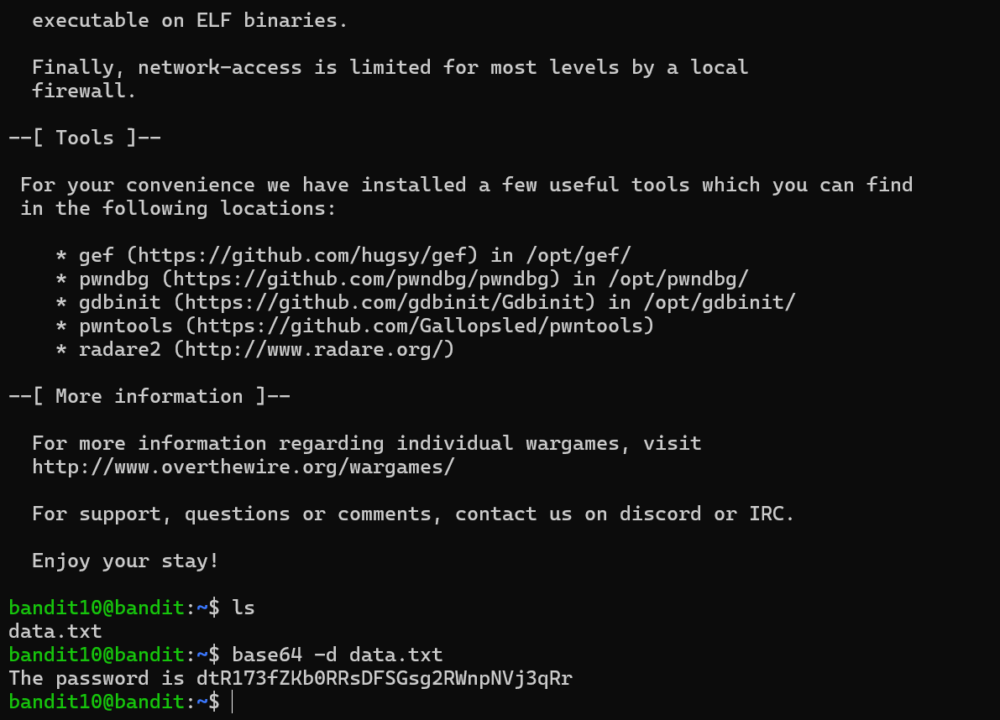 executable on ELF binaries.
Finally, network-access is limited for most levels by a local
firewall.
--[ Tools ]--
For your convenience we have installed a few useful tools which you can find
in the following locations:
* gef (https://github.com/hugsy/gef) in /opt/gef/
* pwndbg (https://github.com/pwndbg/pwndbg) in /opt/pwndbg/
* gdbinit (https://github.com/gdbinit/Gdbinit) in /opt/gdbinit/
* pwntools (https://github.com/Gallopsled/pwntools)
* radare2 (http://www.radare.org/)
--[ More information ]--
For more information regarding individual wargames, visit
http://www.overthewire.org/wargames/
For support, questions or comments, contact us on discord or IRC.
Enjoy your stay!
bandit10@bandit:~$ ls
data.txt
bandit10@bandit:~$ base64 -d data.txt
The password is dtR173fZKb0RRsDFSGsg2RWnpNVj3qRr
bandit10@bandit:~$